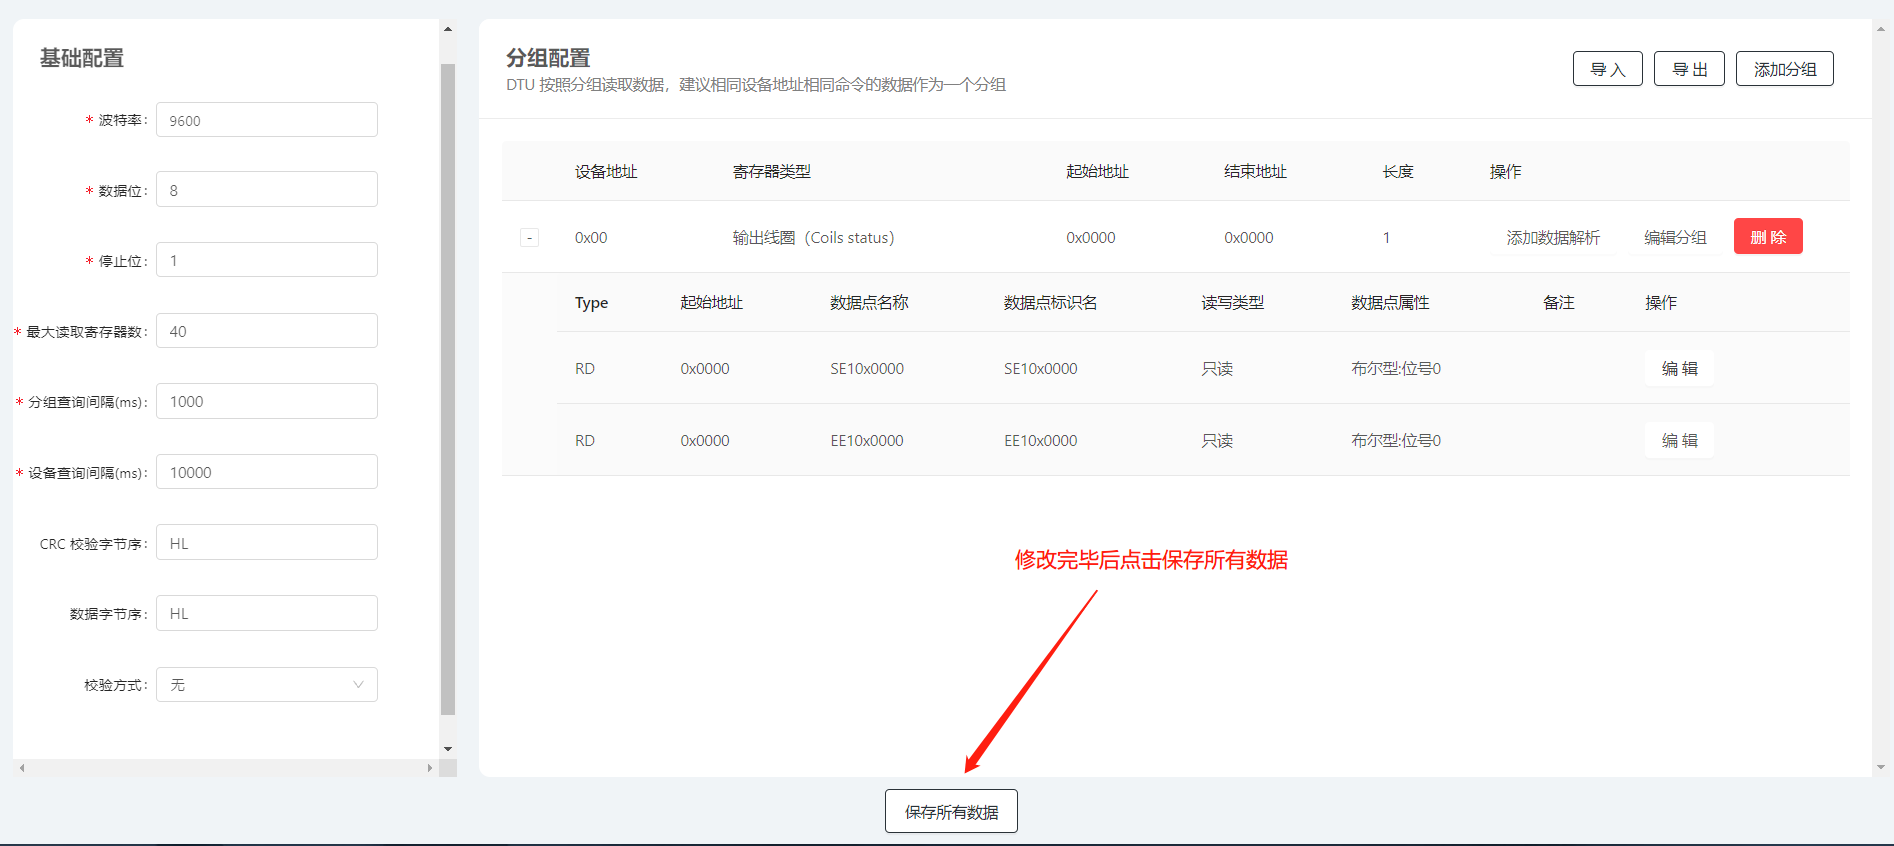 基础配置
* 波特率: 9600
* 数据位: 8
* 停止位: 1
* 最大读取寄存器数: 40
* 分组查询间隔(ms): 1000
* 设备查询间隔(ms): 10000
CRC 校验字节序: HL
数据字节序: HL
校验方式: 无
分组配置
DTU 按照分组读取数据，建议相同设备地址相同命令的数据作为一个分组
导 入 导 出 添加分组
设备地址 寄存器类型 起始地址 结束地址 长度 操作
- 0x00 输出线圈（Coils status） 0x0000 0x0000 1 添加数据解析 编辑分组 删 除
Type 起始地址 数据点名称 数据点标识名 读写类型 数据点属性 备注 操作
RD 0x0000 SE10x0000 SE10x0000 只读 布尔型:位号0 编 辑
RD 0x0000 EE10x0000 EE10x0000 只读 布尔型:位号0 编 辑
修改完毕后点击保存所有数据
保存所有数据